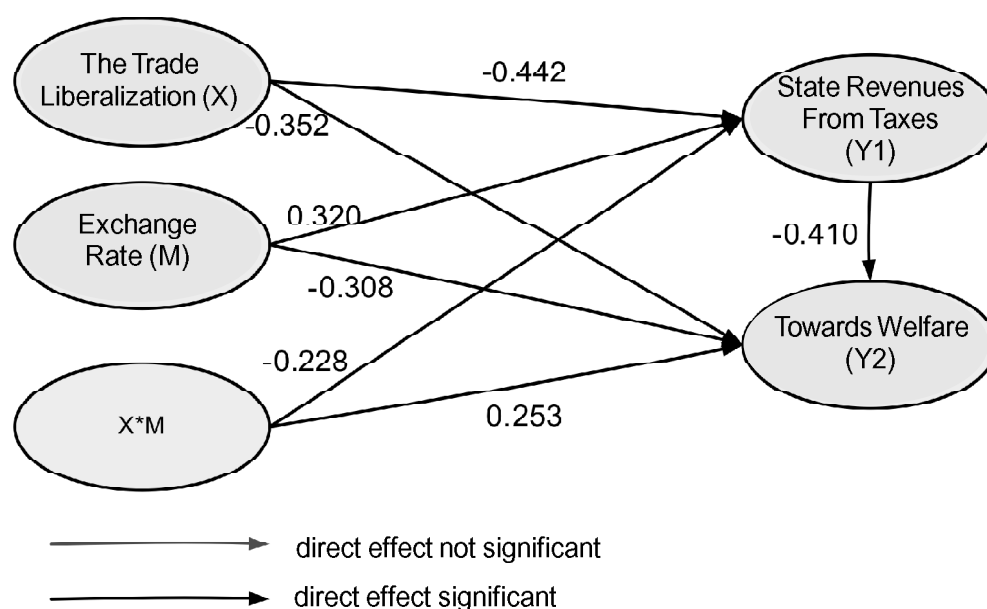 The Trade
Liberalization (X)
-0.442
State Revenues
From Taxes
(Y1)
-0.352
Exchange
Rate (M)
0.320
-0.410
-0.308
Towards Welfare
(Y2)
-0.228
X*M
0.253
direct effect not significant
direct effect significant